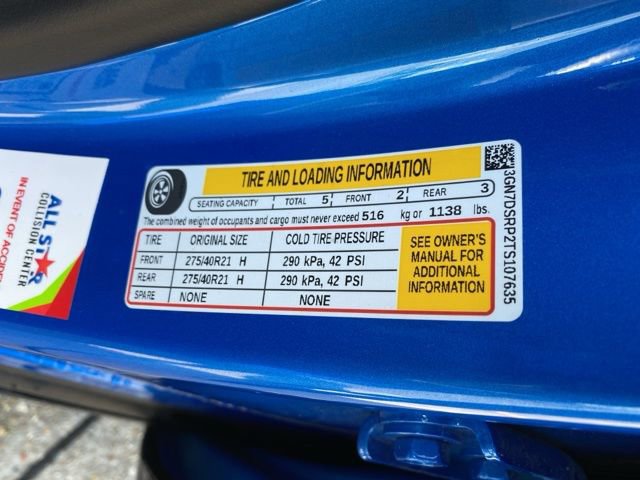 TIRE AND LOADING INFORMATION
SEATING CAPACITY TOTAL 5 FRONT 2 REAR 3
The combined weight of occupants and cargo must never exceed 516 kg or 1138 lbs.
TIRE ORIGINAL SIZE COLD TIRE PRESSURE
FRONT 275/40R21 H 290 kPa, 42 PSI
REAR 275/40R21 H 290 kPa, 42 PSI
SPARE NONE NONE
SEE OWNER'S
MANUAL FOR
ADDITIONAL
INFORMATION
3GN7DSRP2TS107635
ALL STAR
COLLISION CENTER
IN EVENT OF